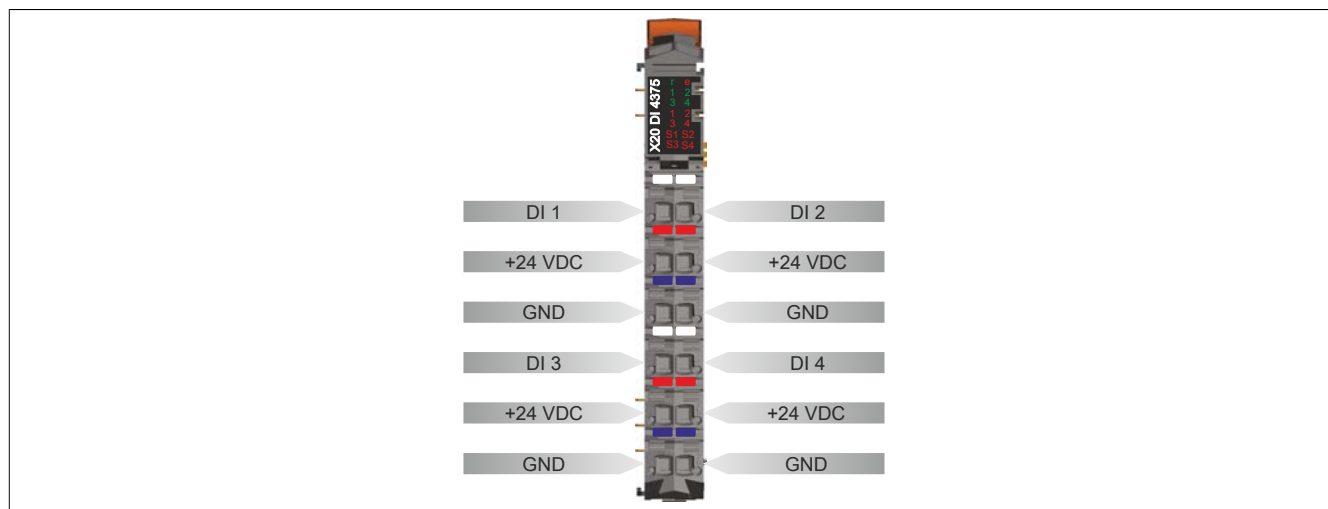 X20 DI 4375
r e
1 2
3 4
1 2
3 4
S1 S2
S3 S4
DI 1 DI 2
+24 VDC +24 VDC
GND GND
DI 3 DI 4
+24 VDC +24 VDC
GND GND